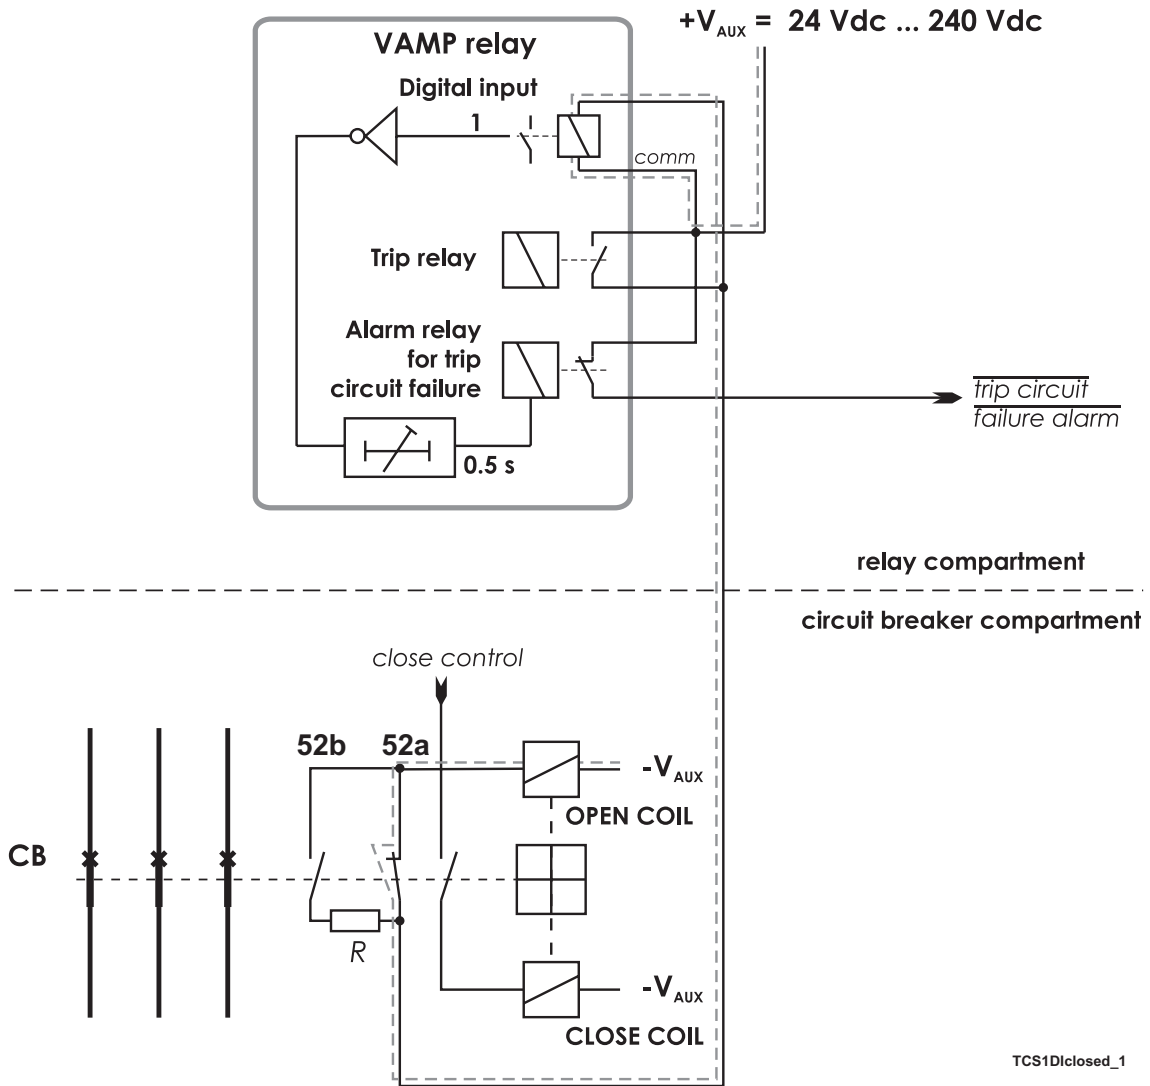 +VAUX = 24 Vdc ... 240 Vdc
VAMP relay
Digital input
1
comm
Trip relay
Alarm relay
for trip
circuit failure
0.5 s
trip circuit
failure alarm
relay compartment
circuit breaker compartment
close control
52b
52a
-VAUX
OPEN COIL
CB
R
-VAUX
CLOSE COIL
TCS1DIclosed_1